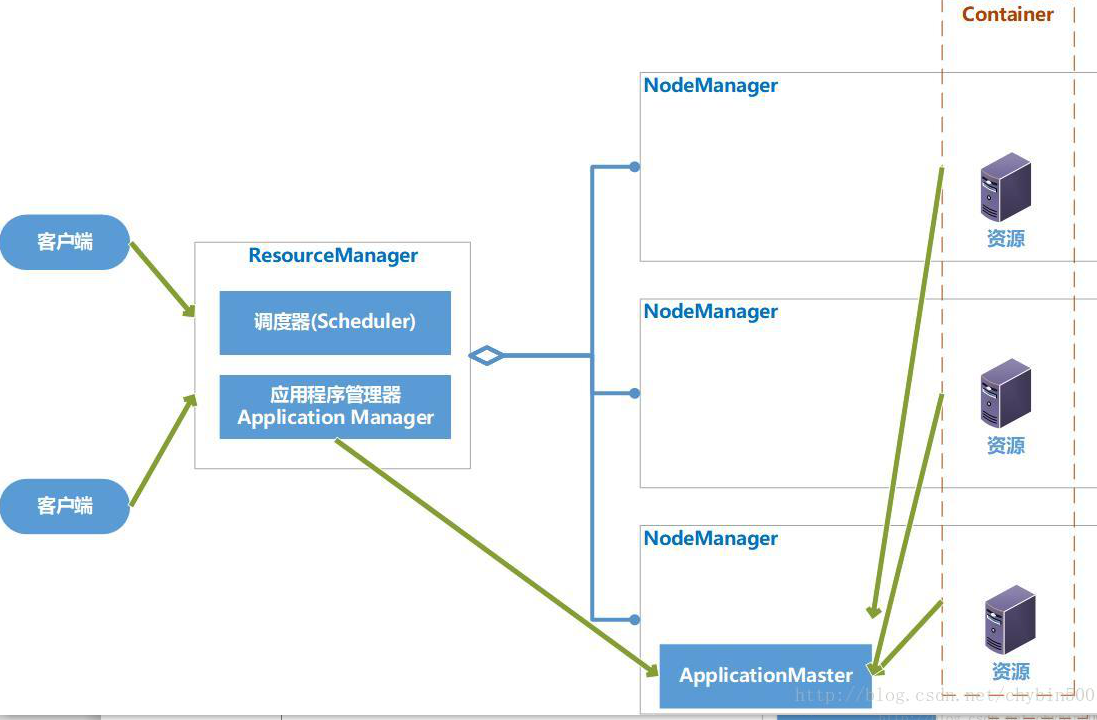 Container
NodeManager
资源
客户端
ResourceManager
调度器(Scheduler)
应用程序管理器
Application Manager
NodeManager
资源
客户端
NodeManager
ApplicationMaster
资源
http://blog.csdn.net/chybin500